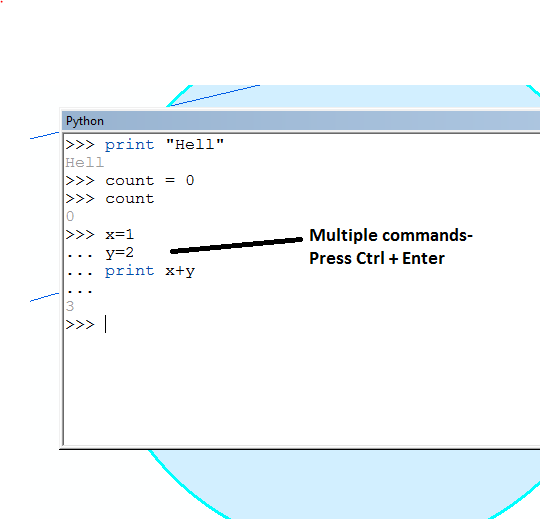 Python
>>> print "Hell"
Hell
>>> count = 0
>>> count
0
>>> x=1
... y=2
... print x+y
...
3
>>>
Multiple commands-
Press Ctrl + Enter